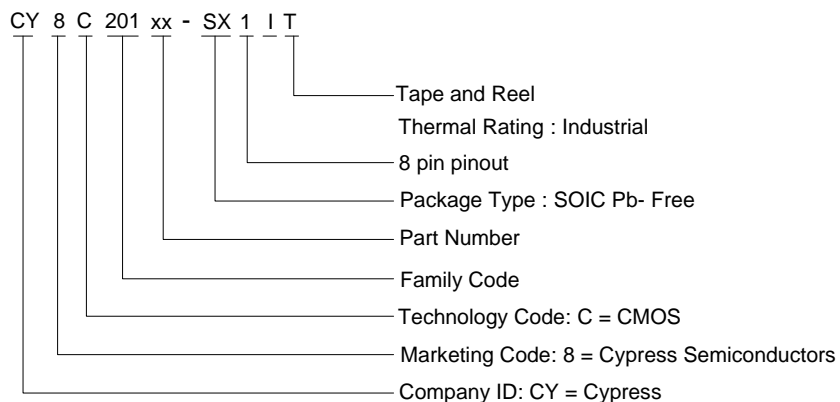 CY 8 C 201 xx - SX 1 I T
Tape and Reel
Thermal Rating : Industrial
8 pin pinout
Package Type : SOIC Pb- Free
Part Number
Family Code
Technology Code: C = CMOS
Marketing Code: 8 = Cypress Semiconductors
Company ID: CY = Cypress